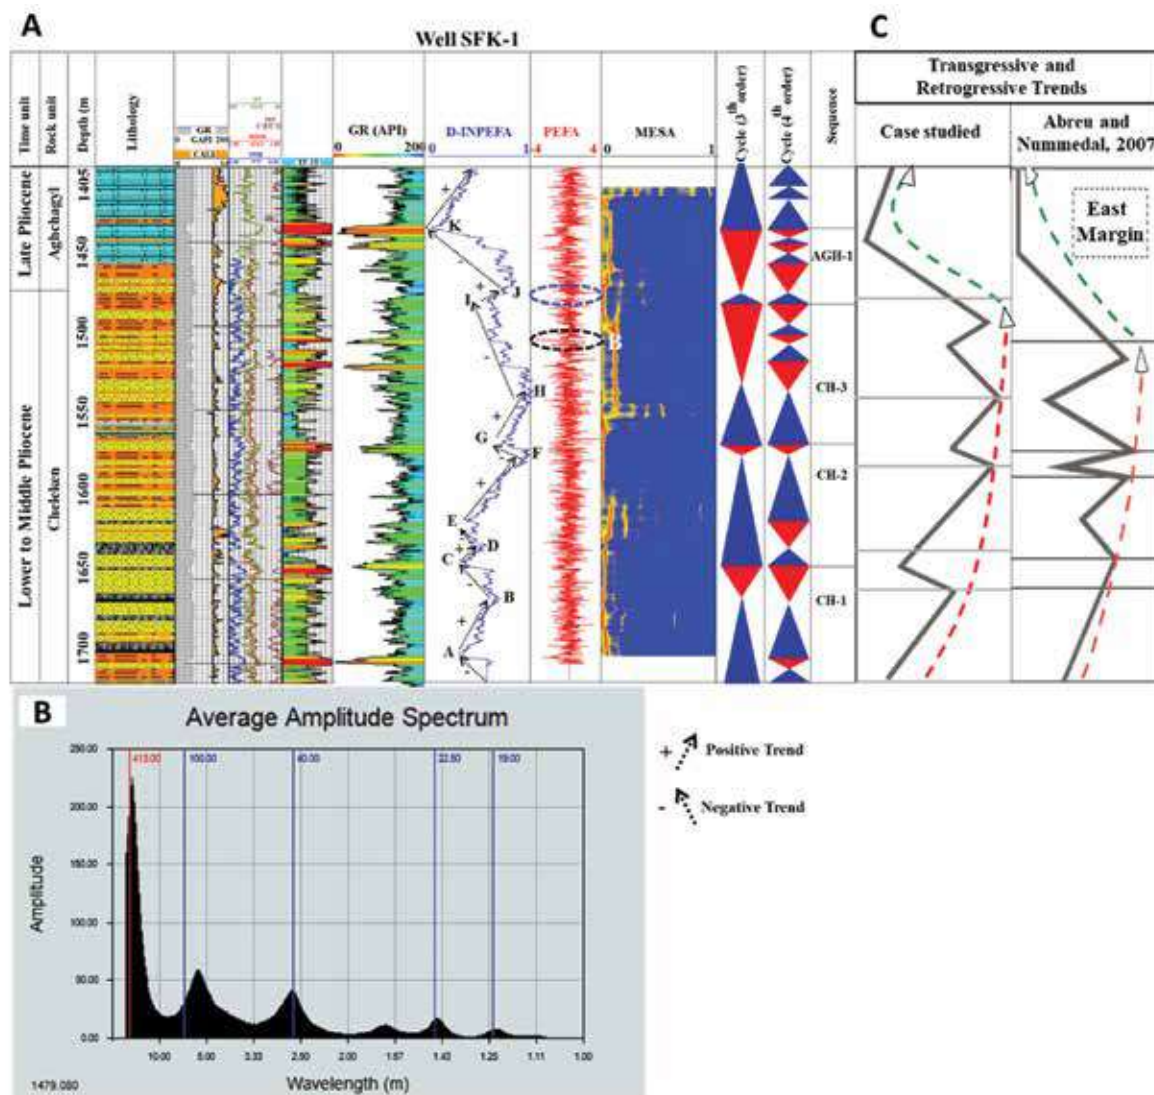 A
Well SFK-1
C
Time unit
Rock unit
Depth (m)
Lithology
GR
0 GAPI 200
CALI
GR (API)
0 200
D-INPEFA
0 1
PEFA
-4 4
MESA
0 1
Cycle (3th order)
Cycle (4th order)
Sequence
Transgressive and
Retrogressive Trends
Case studied
Abreu and
Nummedal, 2007
East
Margin
Late Pliocene
Lower to Middle Pliocene
Aghchagyl
Cheleken
1405
1450
1500
1550
1600
1650
1700
K
J
I
H
G
F
E
D
C
B
A
B
AGH-1
CH-3
CH-2
CH-1
B
Average Amplitude Spectrum
413.00
100.00
40.00
22.50
19.00
250.00
200.00
150.00
100.00
50.00
0.00
Amplitude
10.00 5.00 3.33 2.50 2.00 1.67 1.43 1.25 1.11 1.00
Wavelength (m)
1479.080
+ Positive Trend
- Negative Trend